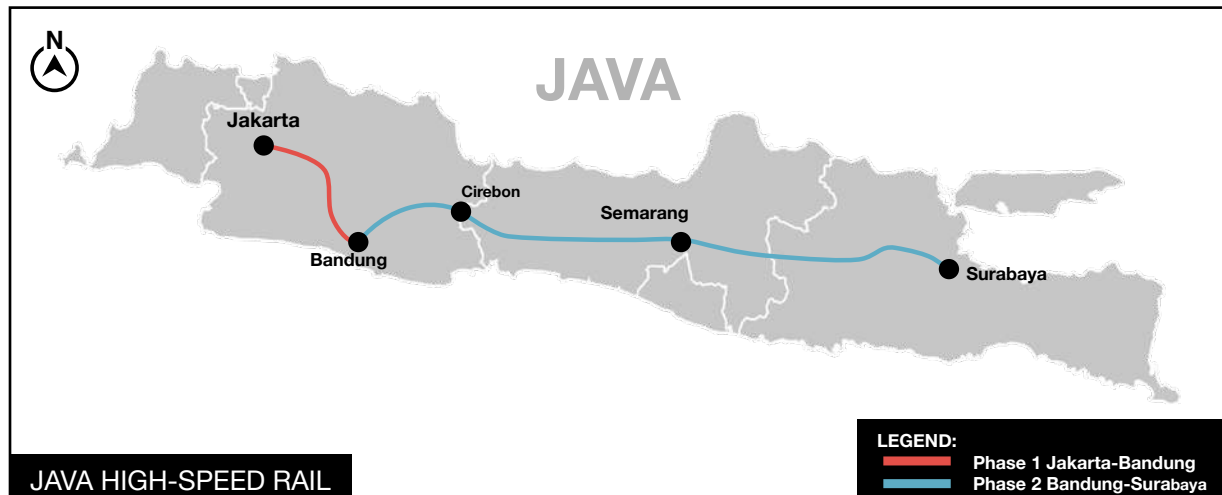 N
JAVA
Jakarta
Cirebon
Semarang
Bandung
Surabaya
LEGEND:
Phase 1 Jakarta-Bandung
Phase 2 Bandung-Surabaya
JAVA HIGH-SPEED RAIL